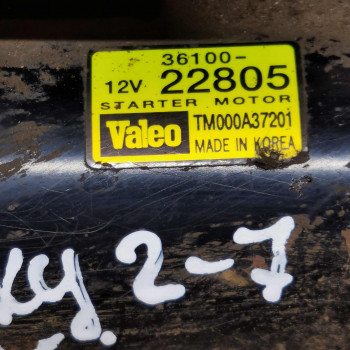 36100-
12V 22805
STARTER MOTOR
Valeo TM000A37201
MADE IN KOREA
2-7